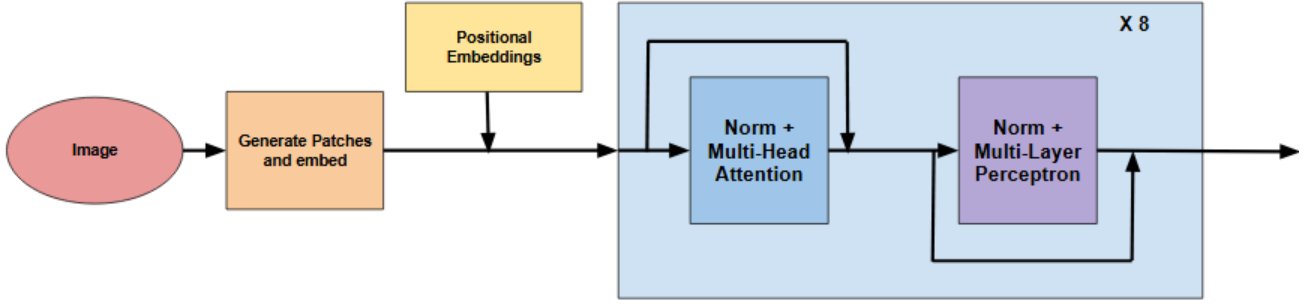 Image
Generate Patches
and embed
Positional
Embeddings
X 8
Norm +
Multi-Head
Attention
Norm +
Multi-Layer
Perceptron